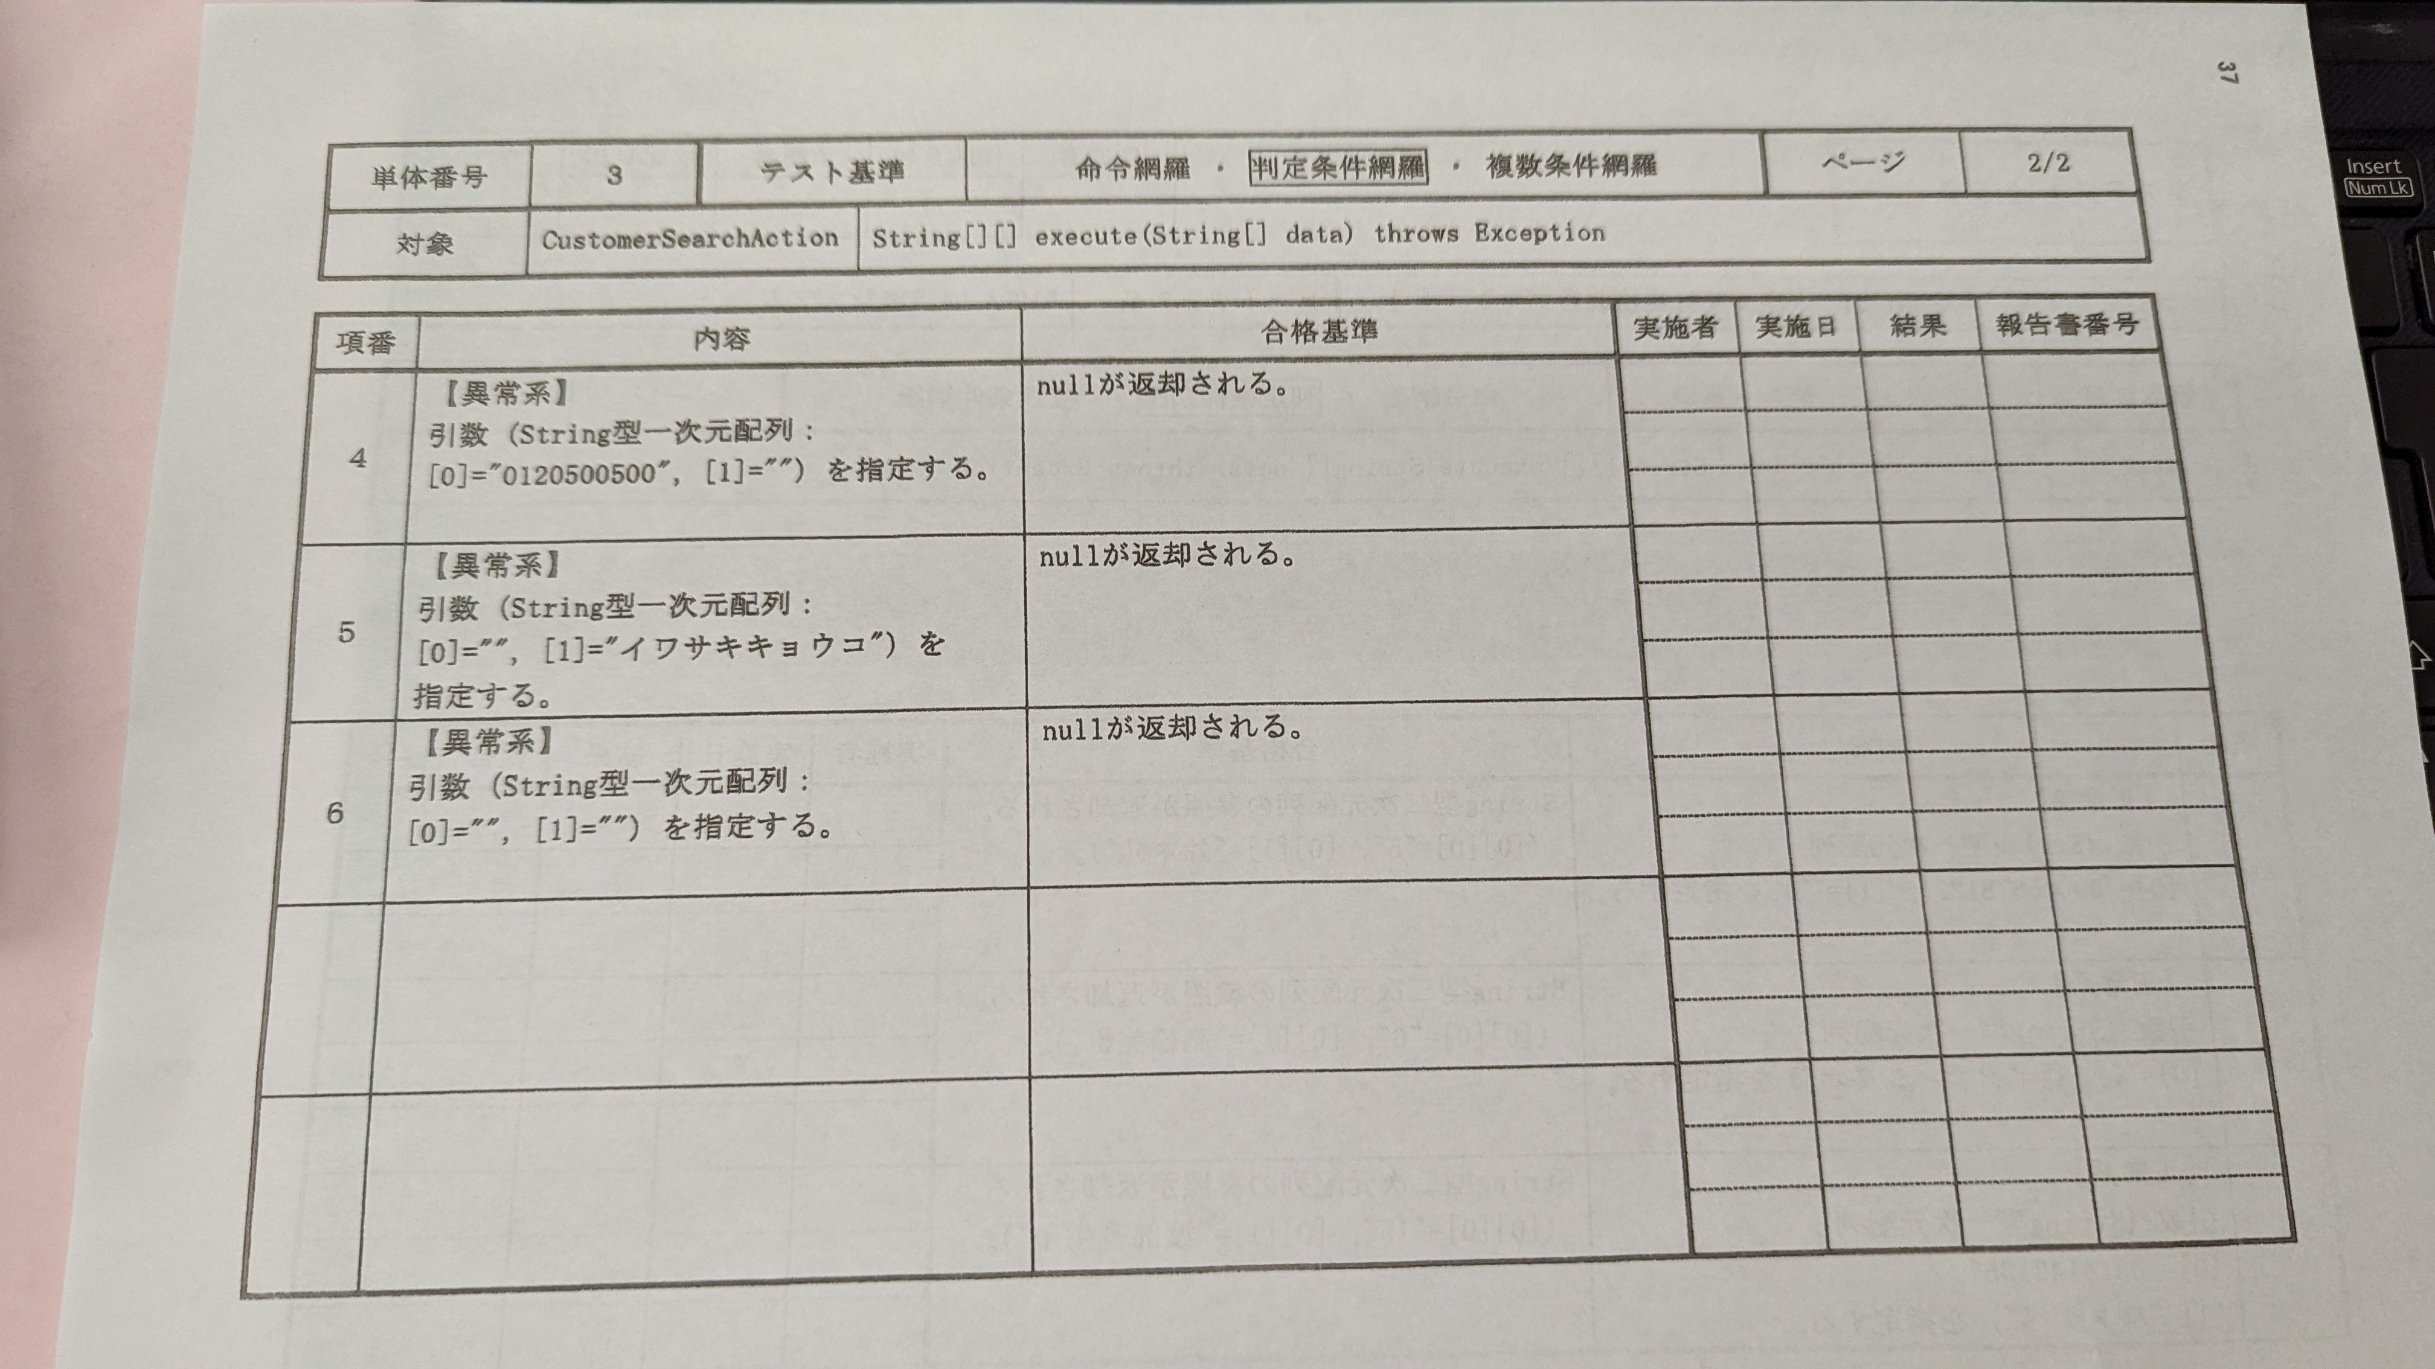 37
単体番号 3 テスト基準 命令網羅 ・ 判定条件網羅 ・ 複数条件網羅 ページ 2/2
対象 CustomerSearchAction String[][] execute(String[] data) throws Exception
項番 内容 合格基準 実施者 実施日 結果 報告書番号
4
【異常系】
引数（String型一次元配列：
[0]="0120500500", [1]=""）を指定する。
nullが返却される。
5
【異常系】
引数（String型一次元配列：
[0]="", [1]="イワサキキョウコ"）を
指定する。
nullが返却される。
6
【異常系】
引数（String型一次元配列：
[0]="", [1]=""）を指定する。
nullが返却される。
Insert
Num Lk